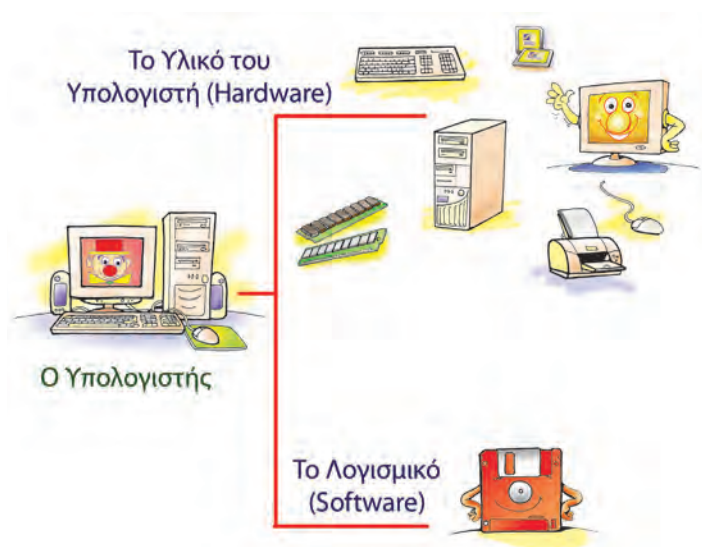 Το Υλικό του
Υπολογιστή (Hardware)
Ο Υπολογιστής
Το Λογισμικό
(Software)